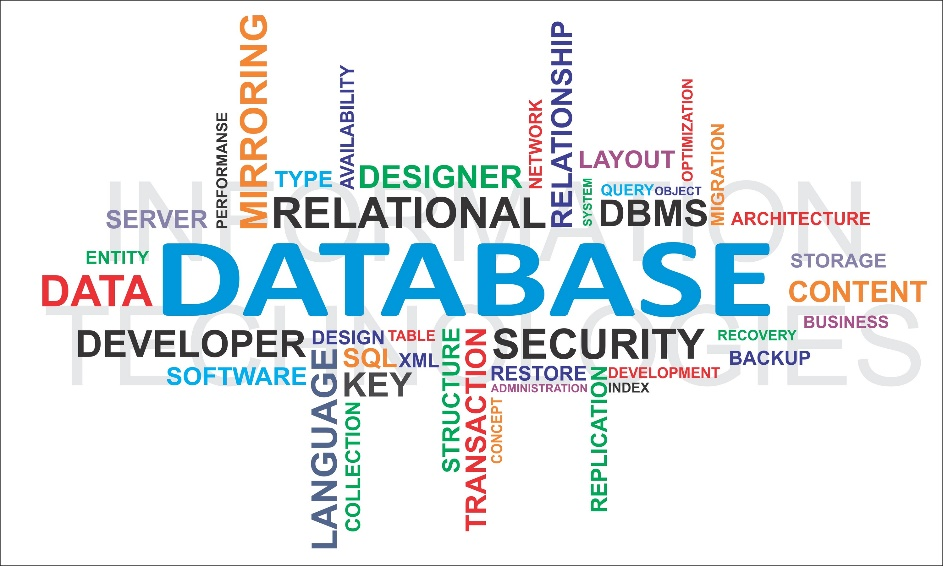 INFORMATION
TECHNOLOGIES
MIRRORING
PERFORMANSE
AVAILABILITY
TYPE
DESIGNER
NETWORK
RELATIONSHIP
LAYOUT
OPTIMIZATION
SYSTEM
QUERY
OBJECT
MIGRATION
SERVER
RELATIONAL
DBMS
ARCHITECTURE
ENTITY
DATA
DATABASE
STORAGE
CONTENT
BUSINESS
DEVELOPER
DESIGN
TABLE
SQL
XML
STRUCTURE
TRANSACTION
SECURITY
RECOVERY
BACKUP
SOFTWARE
LANGUAGE
KEY
COLLECTION
CONCEPT
RESTORE
DEVELOPMENT
ADMINISTRATION
INDEX
REPLICATION